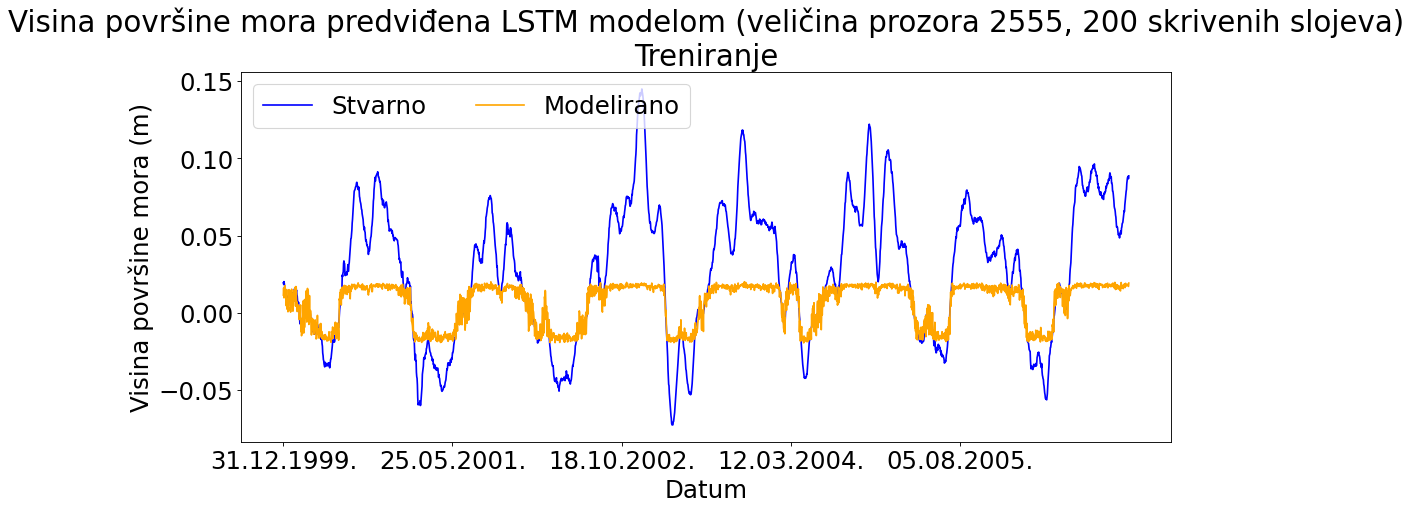 Visina površine mora predviđena LSTM modelom (veličina prozora 2555, 200 skrivenih slojeva)
Treniranje
Stvarno
Modelirano
Visina površine mora (m)
0.15
0.10
0.05
0.00
−0.05
31.12.1999.
25.05.2001.
18.10.2002.
12.03.2004.
05.08.2005.
Datum